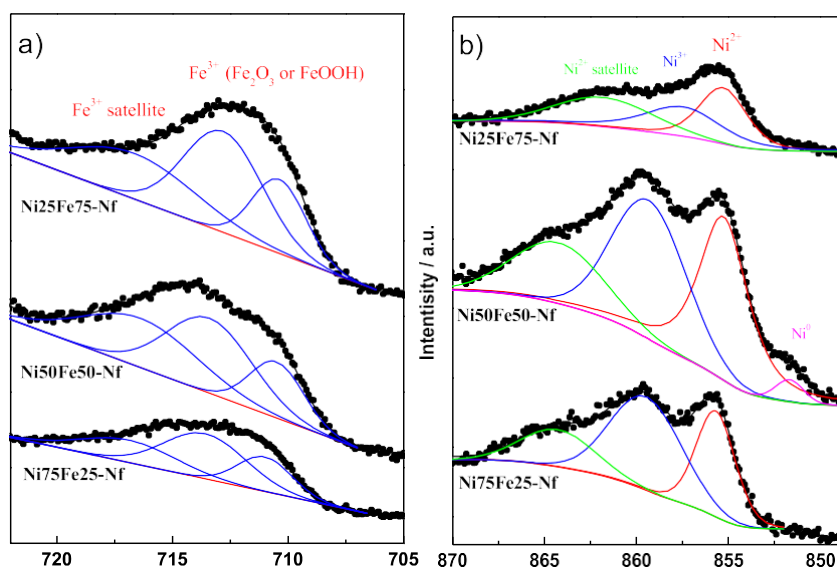 a)
Fe³⁺ (Fe₂O₃ or FeOOH)
Fe³⁺ satellite
Ni25Fe75-Nf
Ni50Fe50-Nf
Ni75Fe25-Nf
720 715 710 705
b)
Ni²⁺
Ni³⁺
Ni²⁺ satellite
Ni25Fe75-Nf
Ni50Fe50-Nf
Ni⁰
Ni75Fe25-Nf
Intentisity / a.u.
870 865 860 855 850